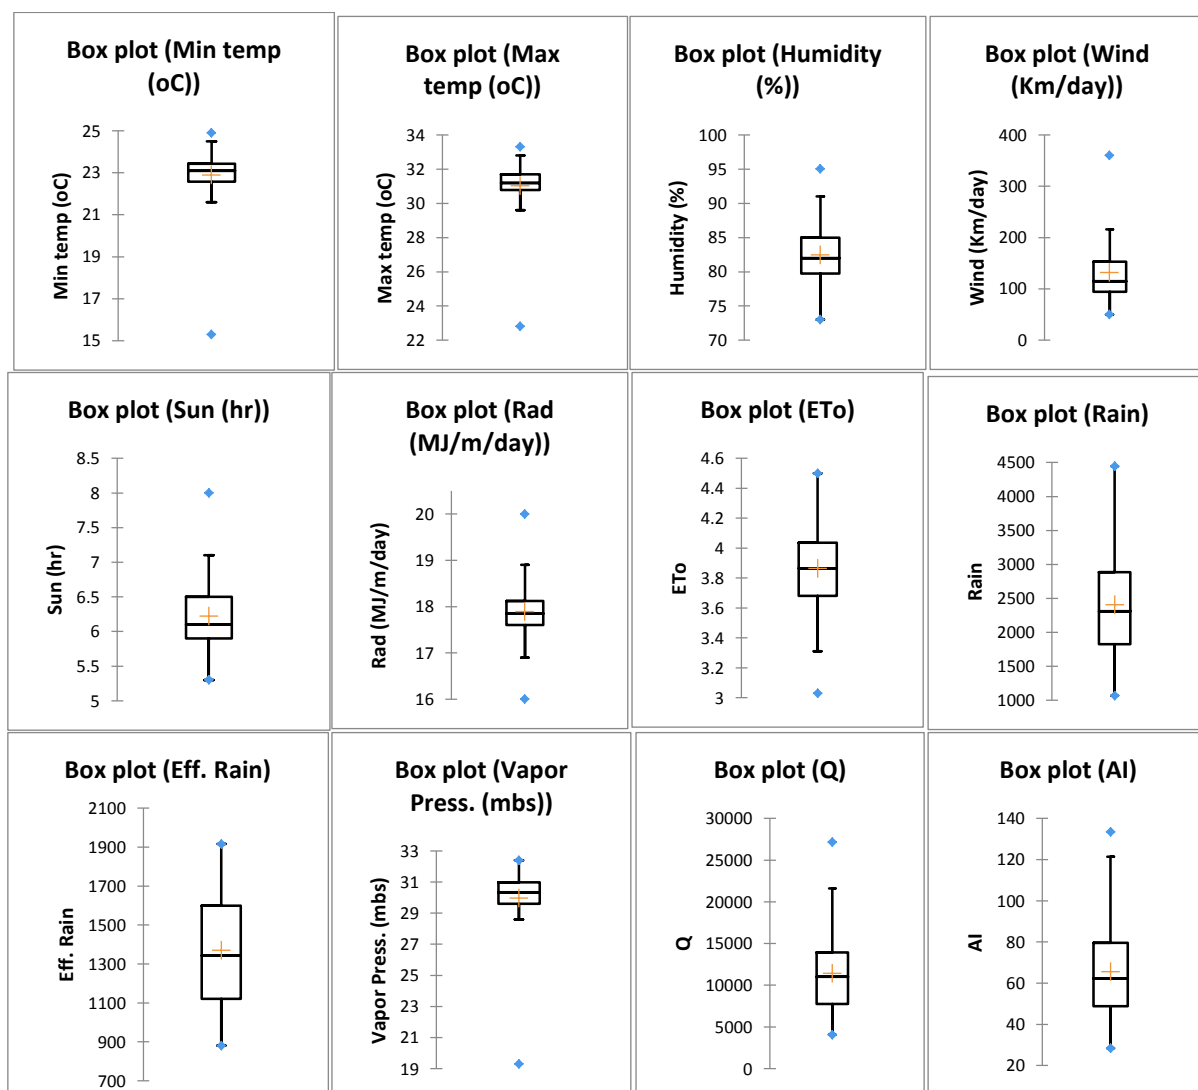 Box plot (Min temp
(oC))
Min temp (oC)
25
23
21
19
17
15
Box plot (Max
temp (oC))
Max temp (oC)
34
32
30
28
26
24
22
Box plot (Humidity
(%))
Humidity (%)
100
95
90
85
80
75
70
Box plot (Wind
(Km/day))
Wind (Km/day)
400
300
200
100
0
Box plot (Sun (hr))
Sun (hr)
8.5
8
7.5
7
6.5
6
5.5
5
Box plot (Rad
(MJ/m/day))
Rad (MJ/m/day)
20
19
18
17
16
Box plot (ETo)
ETo
4.6
4.4
4.2
4
3.8
3.6
3.4
3.2
3
Box plot (Rain)
Rain
4500
4000
3500
3000
2500
2000
1500
1000
Box plot (Eff. Rain)
Eff. Rain
2100
1900
1700
1500
1300
1100
900
700
Box plot (Vapor
Press. (mbs))
Vapor Press. (mbs)
33
31
29
27
25
23
21
19
Box plot (Q)
Q
30000
25000
20000
15000
10000
5000
0
Box plot (AI)
AI
140
120
100
80
60
40
20